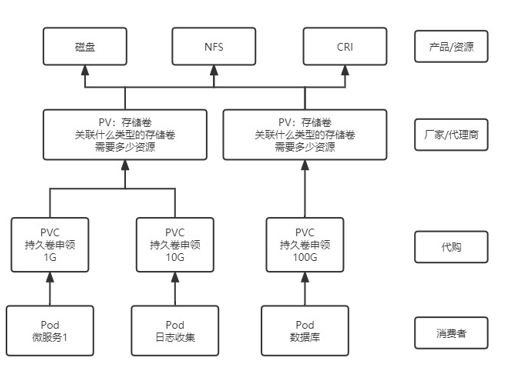 磁盘
NFS
CRI
产品/资源
PV：存储卷
关联什么类型的存储卷
需要多少资源
PV：存储卷
关联什么类型的存储卷
需要多少资源
厂家/代理商
PVC
持久卷申领
1G
PVC
持久卷申领
10G
PVC
持久卷申领
100G
代购
Pod
微服务1
Pod
日志收集
Pod
数据库
消费者